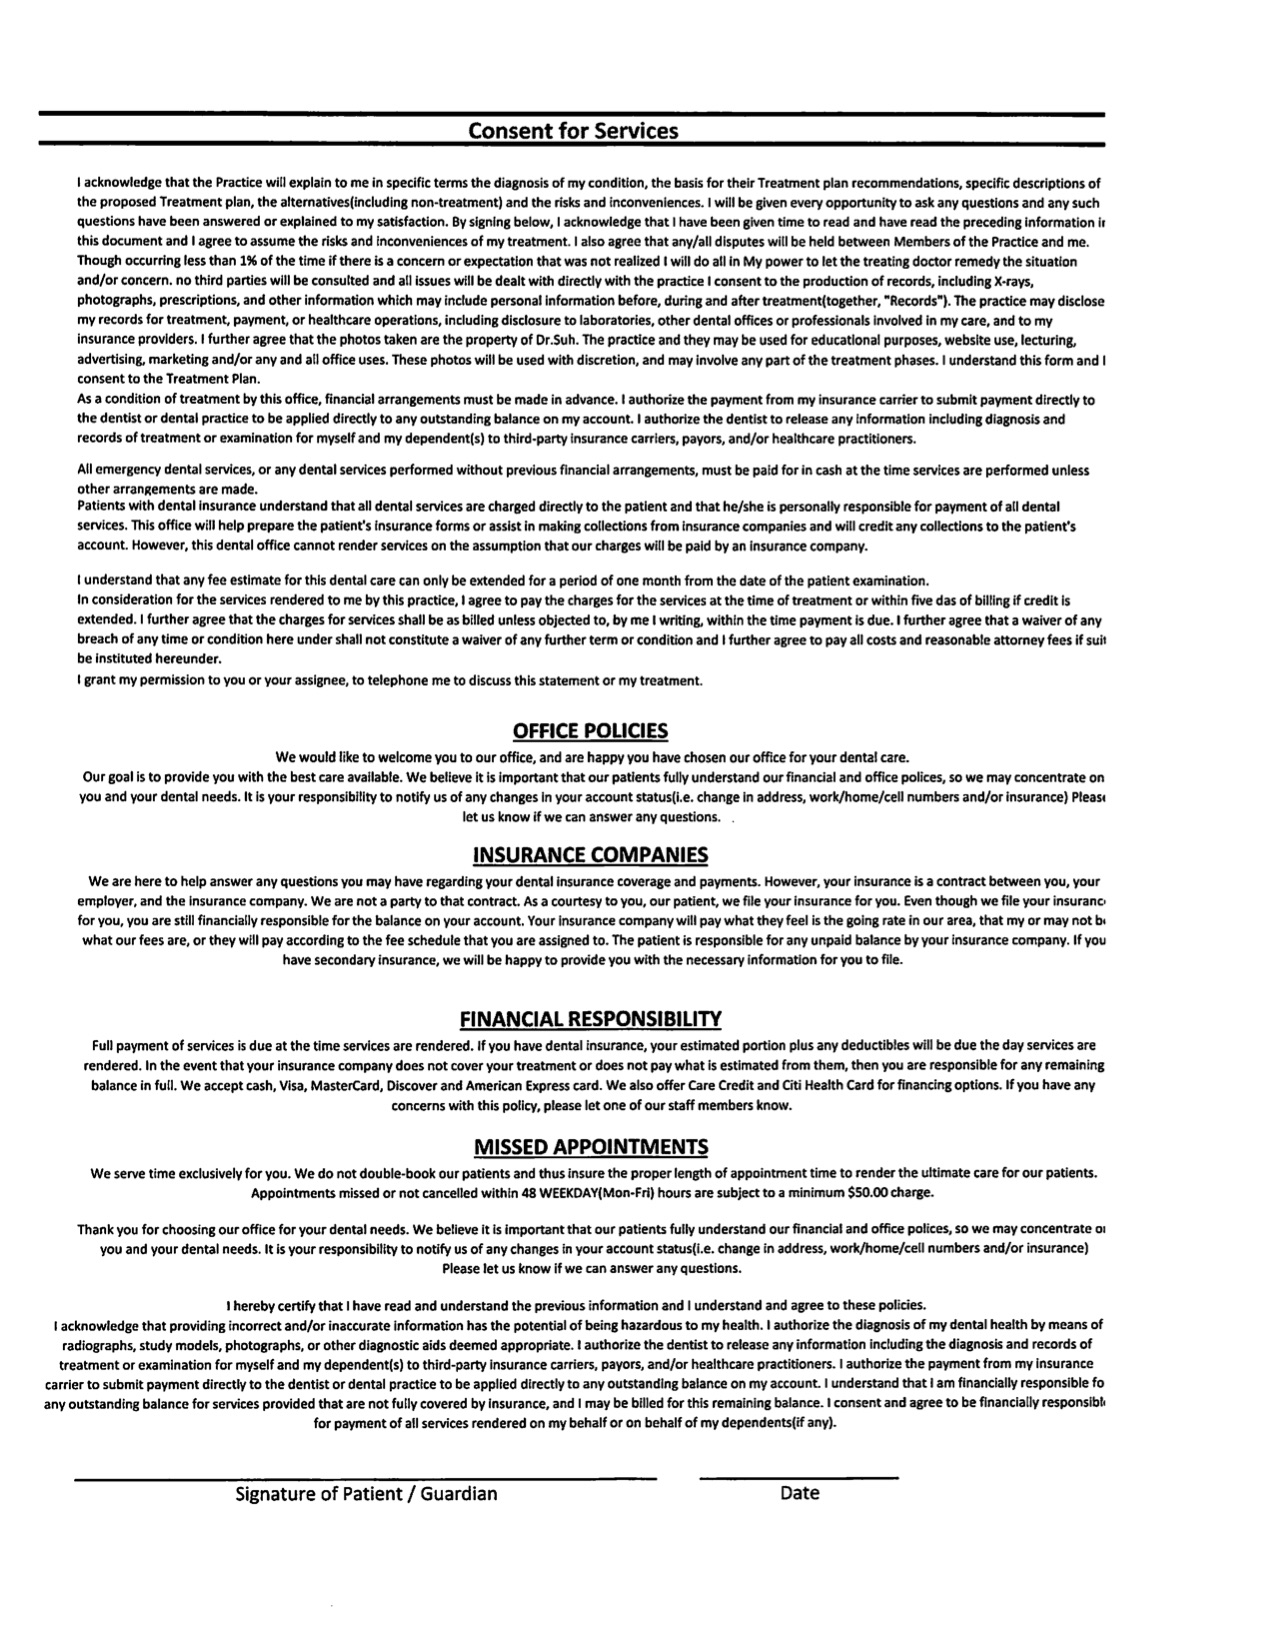 Consent for Services
I acknowledge that the Practice will explain to me in specific terms the diagnosis of my condition, the basis for their Treatment plan recommendations, specific descriptions of
the proposed Treatment plan, the alternatives(including non-treatment) and the risks and inconveniences. I will be given every opportunity to ask any questions and any such
questions have been answered or explained to my satisfaction. By signing below, I acknowledge that I have been given time to read and have read the preceding information ir
this document and I agree to assume the risks and inconveniences of my treatment. I also agree that any/all disputes will be held between Members of the Practice and me.
Though occurring less than 1% of the time if there is a concern or expectation that was not realized I will do all in My power to let the treating doctor remedy the situation
and/or concern. no third parties will be consulted and all issues will be dealt with directly with the practice I consent to the production of records, including X-rays,
photographs, prescriptions, and other information which may include personal information before, during and after treatment(together, "Records"). The practice may disclose
my records for treatment, payment, or healthcare operations, including disclosure to laboratories, other dental offices or professionals involved in my care, and to my
insurance providers. I further agree that the photos taken are the property of Dr.Suh. The practice and they may be used for educational purposes, website use, lecturing,
advertising, marketing and/or any and all office uses. These photos will be used with discretion, and may involve any part of the treatment phases. I understand this form and I
consent to the Treatment Plan.
As a condition of treatment by this office, financial arrangements must be made in advance. I authorize the payment from my insurance carrier to submit payment directly to
the dentist or dental practice to be applied directly to any outstanding balance on my account. I authorize the dentist to release any information including diagnosis and
records of treatment or examination for myself and my dependent(s) to third-party insurance carriers, payors, and/or healthcare practitioners.
All emergency dental services, or any dental services performed without previous financial arrangements, must be paid for in cash at the time services are performed unless
other arrangements are made.
Patients with dental insurance understand that all dental services are charged directly to the patient and that he/she is personally responsible for payment of all dental
services. This office will help prepare the patient's insurance forms or assist in making collections from insurance companies and will credit any collections to the patient's
account. However, this dental office cannot render services on the assumption that our charges will be paid by an insurance company.
I understand that any fee estimate for this dental care can only be extended for a period of one month from the date of the patient examination.
In consideration for the services rendered to me by this practice, I agree to pay the charges for the services at the time of treatment or within five das of billing if credit is
extended. I further agree that the charges for services shall be as billed unless objected to, by me I writing, within the time payment is due. I further agree that a waiver of any
breach of any time or condition here under shall not constitute a waiver of any further term or condition and I further agree to pay all costs and reasonable attorney fees if suit
be instituted hereunder.
I grant my permission to you or your assignee, to telephone me to discuss this statement or my treatment.
OFFICE POLICIES
We would like to welcome you to our office, and are happy you have chosen our office for your dental care.
Our goal is to provide you with the best care available. We believe it is important that our patients fully understand our financial and office polices, so we may concentrate on
you and your dental needs. It is your responsibility to notify us of any changes in your account status(i.e. change in address, work/home/cell numbers and/or insurance) Please
let us know if we can answer any questions.
INSURANCE COMPANIES
We are here to help answer any questions you may have regarding your dental insurance coverage and payments. However, your insurance is a contract between you, your
employer, and the insurance company. We are not a party to that contract. As a courtesy to you, our patient, we file your insurance for you. Even though we file your insuranc
for you, you are still financially responsible for the balance on your account. Your insurance company will pay what they feel is the going rate in our area, that my or may not b
what our fees are, or they will pay according to the fee schedule that you are assigned to. The patient is responsible for any unpaid balance by your insurance company. If you
have secondary insurance, we will be happy to provide you with the necessary information for you to file.
FINANCIAL RESPONSIBILITY
Full payment of services is due at the time services are rendered. If you have dental insurance, your estimated portion plus any deductibles will be due the day services are
rendered. In the event that your insurance company does not cover your treatment or does not pay what is estimated from them, then you are responsible for any remaining
balance in full. We accept cash, Visa, MasterCard, Discover and American Express card. We also offer Care Credit and Citi Health Card for financing options. If you have any
concerns with this policy, please let one of our staff members know.
MISSED APPOINTMENTS
We serve time exclusively for you. We do not double-book our patients and thus insure the proper length of appointment time to render the ultimate care for our patients.
Appointments missed or not cancelled within 48 WEEKDAY(Mon-Fri) hours are subject to a minimum $50.00 charge.
Thank you for choosing our office for your dental needs. We believe it is important that our patients fully understand our financial and office polices, so we may concentrate on
you and your dental needs. It is your responsibility to notify us of any changes in your account status(i.e. change in address, work/home/cell numbers and/or insurance)
Please let us know if we can answer any questions.
I hereby certify that I have read and understand the previous information and I understand and agree to these policies.
I acknowledge that providing incorrect and/or inaccurate information has the potential of being hazardous to my health. I authorize the diagnosis of my dental health by means of
radiographs, study models, photographs, or other diagnostic aids deemed appropriate. I authorize the dentist to release any information including the diagnosis and records of
treatment or examination for myself and my dependent(s) to third-party insurance carriers, payors, and/or healthcare practitioners. I authorize the payment from my insurance
carrier to submit payment directly to the dentist or dental practice to be applied directly to any outstanding balance on my account. I understand that I am financially responsible fo
any outstanding balance for services provided that are not fully covered by insurance, and I may be billed for this remaining balance. I consent and agree to be financially responsibl
for payment of all services rendered on my behalf or on behalf of my dependents(if any).
Signature of Patient / Guardian
Date